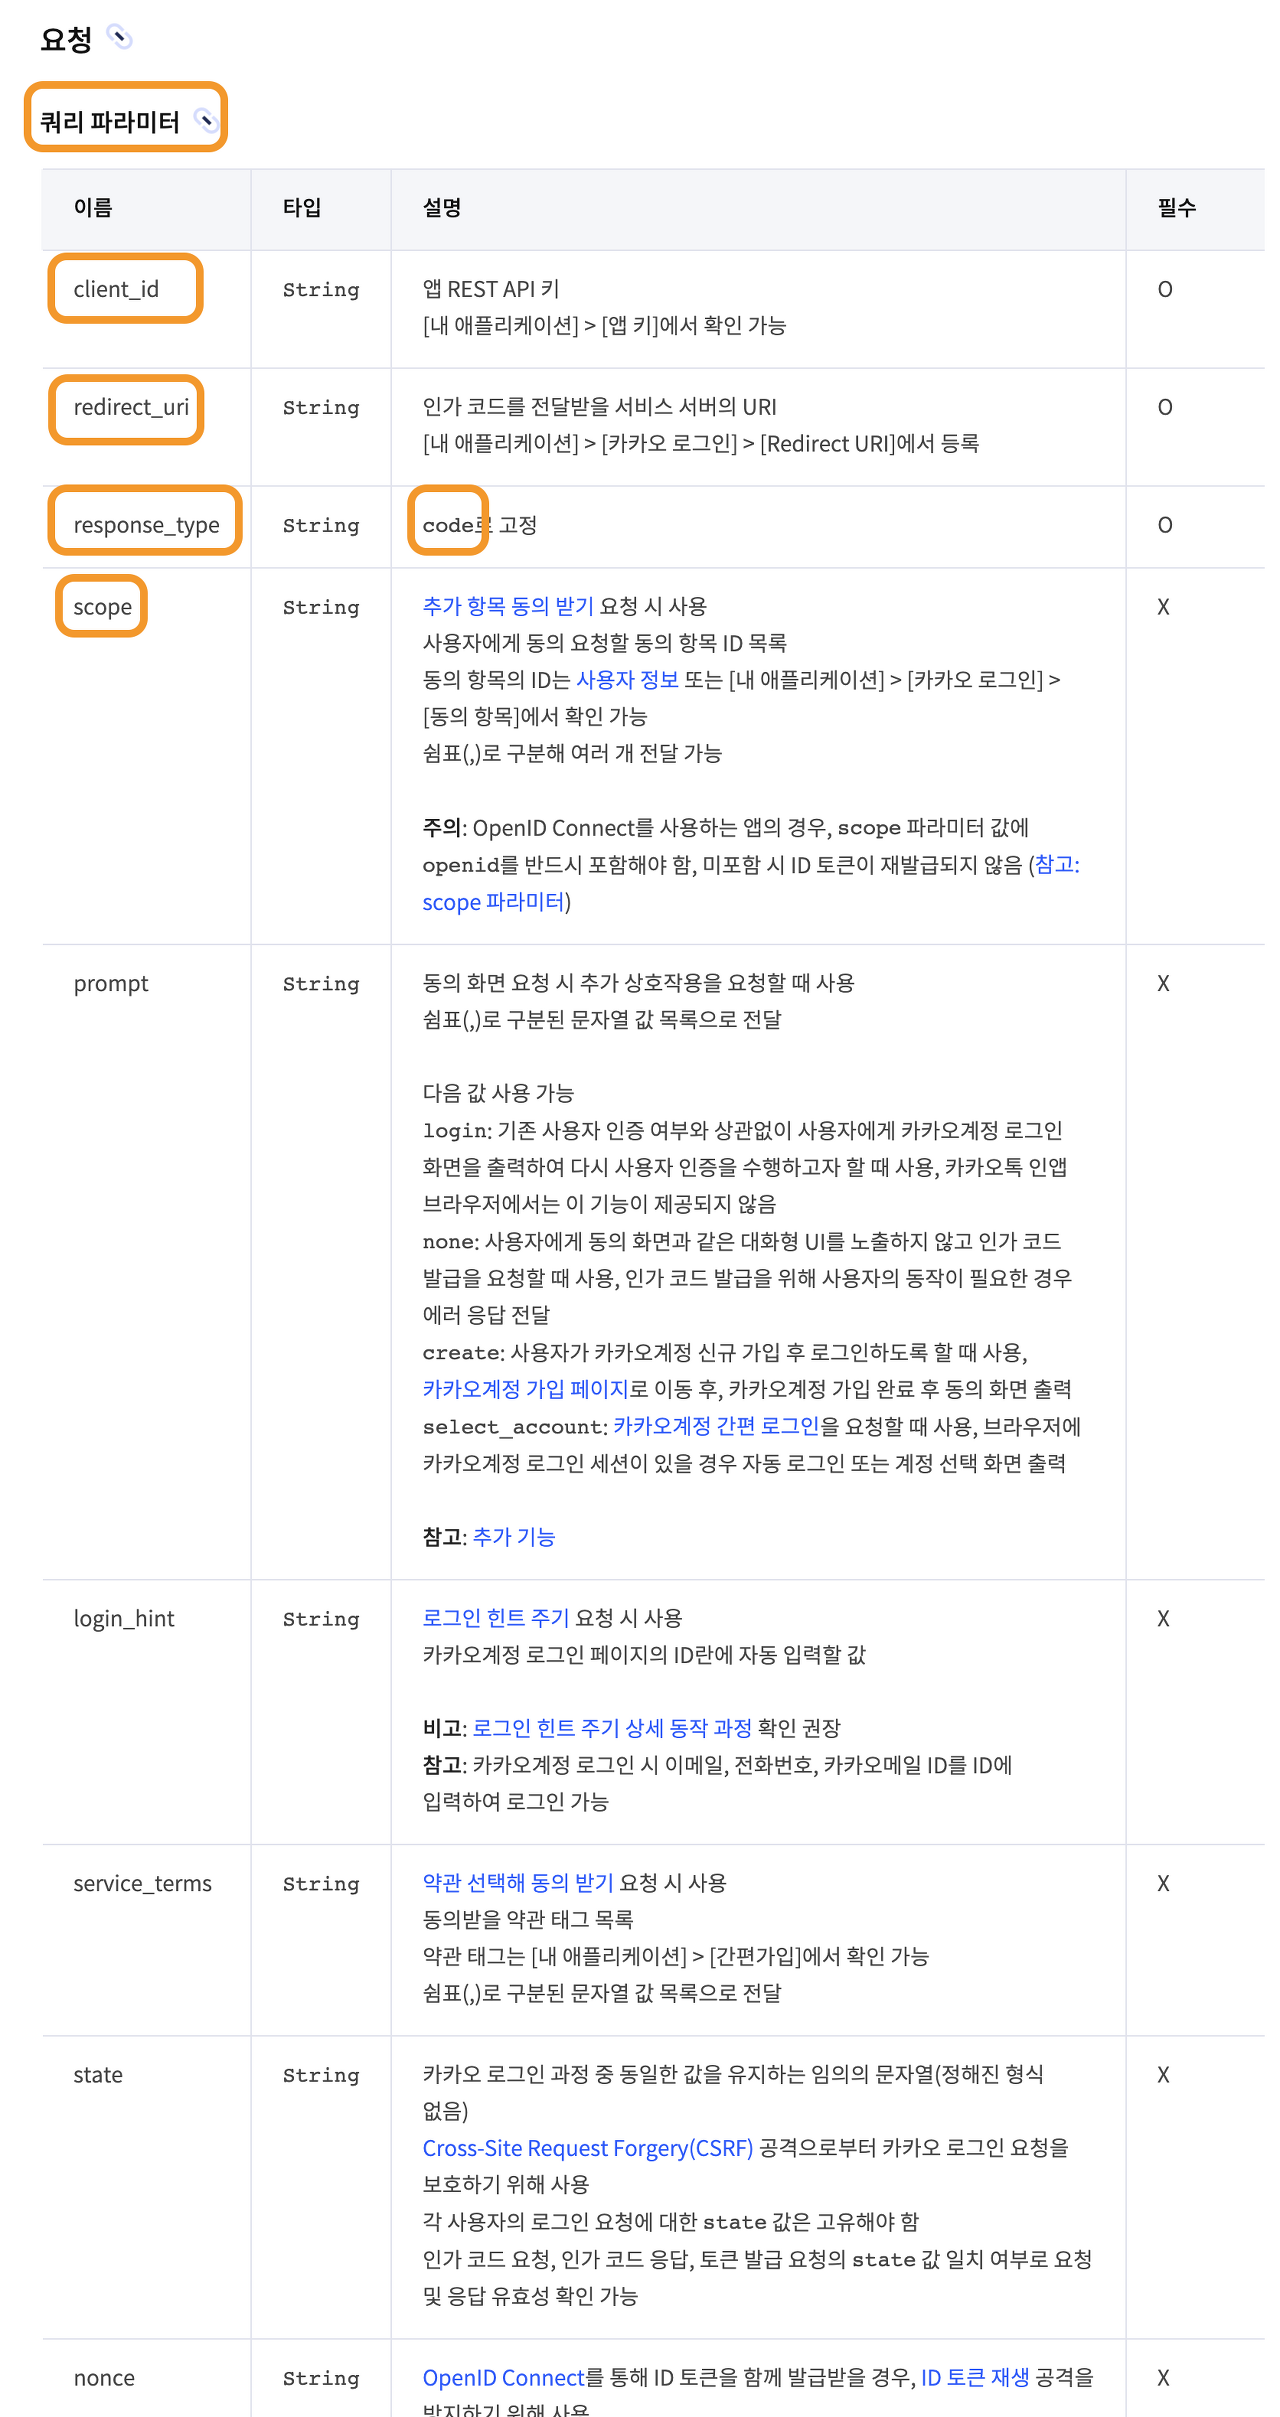 요청
쿼리 파라미터
이름 타입 설명 필수
client_id String 앱 REST API 키 O
[내 애플리케이션] > [앱 키]에서 확인 가능
redirect_uri String 인가 코드를 전달받을 서비스 서버의 URI O
[내 애플리케이션] > [카카오 로그인] > [Redirect URI]에서 등록
response_type String code로 고정 O
scope String 추가 항목 동의 받기 요청 시 사용 X
사용자에게 동의 요청할 동의 항목 ID 목록
동의 항목의 ID는 사용자 정보 또는 [내 애플리케이션] > [카카오 로그인] >
[동의 항목]에서 확인 가능
쉼표(,)로 구분해 여러 개 전달 가능
주의: OpenID Connect를 사용하는 앱의 경우, scope 파라미터 값에
openid를 반드시 포함해야 함, 미포함 시 ID 토큰이 재발급되지 않음 (참고:
scope 파라미터)
prompt String 동의 화면 요청 시 추가 상호작용을 요청할 때 사용 X
쉼표(,)로 구분된 문자열 값 목록으로 전달
다음 값 사용 가능
login: 기존 사용자 인증 여부와 상관없이 사용자에게 카카오계정 로그인
화면을 출력하여 다시 사용자 인증을 수행하고자 할 때 사용, 카카오톡 인앱
브라우저에서는 이 기능이 제공되지 않음
none: 사용자에게 동의 화면과 같은 대화형 UI를 노출하지 않고 인가 코드
발급을 요청할 때 사용, 인가 코드 발급을 위해 사용자의 동작이 필요한 경우
에러 응답 전달
create: 사용자가 카카오계정 신규 가입 후 로그인하도록 할 때 사용,
카카오계정 가입 페이지로 이동 후, 카카오계정 가입 완료 후 동의 화면 출력
select_account: 카카오계정 간편 로그인을 요청할 때 사용, 브라우저에
카카오계정 로그인 세션이 있을 경우 자동 로그인 또는 계정 선택 화면 출력
참고: 추가 기능
login_hint String 로그인 힌트 주기 요청 시 사용 X
카카오계정 로그인 페이지의 ID란에 자동 입력할 값
비고: 로그인 힌트 주기 상세 동작 과정 확인 권장
참고: 카카오계정 로그인 시 이메일, 전화번호, 카카오메일 ID를 ID에
입력하여 로그인 가능
service_terms String 약관 선택해 동의 받기 요청 시 사용 X
동의받을 약관 태그 목록
약관 태그는 [내 애플리케이션] > [간편가입]에서 확인 가능
쉼표(,)로 구분된 문자열 값 목록으로 전달
state String 카카오 로그인 과정 중 동일한 값을 유지하는 임의의 문자열(정해진 형식 X
없음)
Cross-Site Request Forgery(CSRF) 공격으로부터 카카오 로그인 요청을
보호하기 위해 사용
각 사용자의 로그인 요청에 대한 state 값은 고유해야 함
인가 코드 요청, 인가 코드 응답, 토큰 발급 요청의 state 값 일치 여부로 요청
및 응답 유효성 확인 가능
nonce String OpenID Connect를 통해 ID 토큰을 함께 발급받을 경우, ID 토큰 재생 공격을 X
방지하기 위해 사용